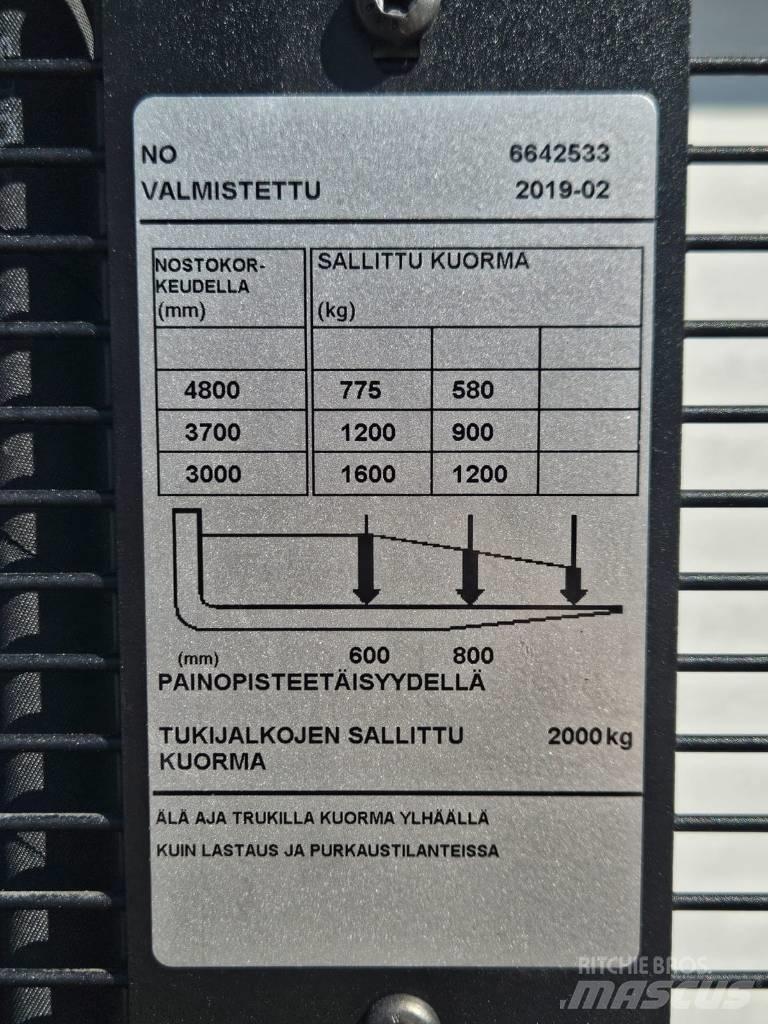 NO 6642533
VALMISTETTU 2019-02
NOSTOKOR-
KEUDELLA
(mm)
SALLITTU KUORMA
(kg)
4800 775 580
3700 1200 900
3000 1600 1200
(mm) 600 800
PAINOPISTEETÄISYYDELLÄ
TUKIJALKOJEN SALLITTU 2000 kg
KUORMA
ÄLÄ AJA TRUKILLA KUORMA YLHÄÄLLÄ
KUIN LASTAUS JA PURKAUSTILANTEISSA
RITCHIE BROS.
MASCUS